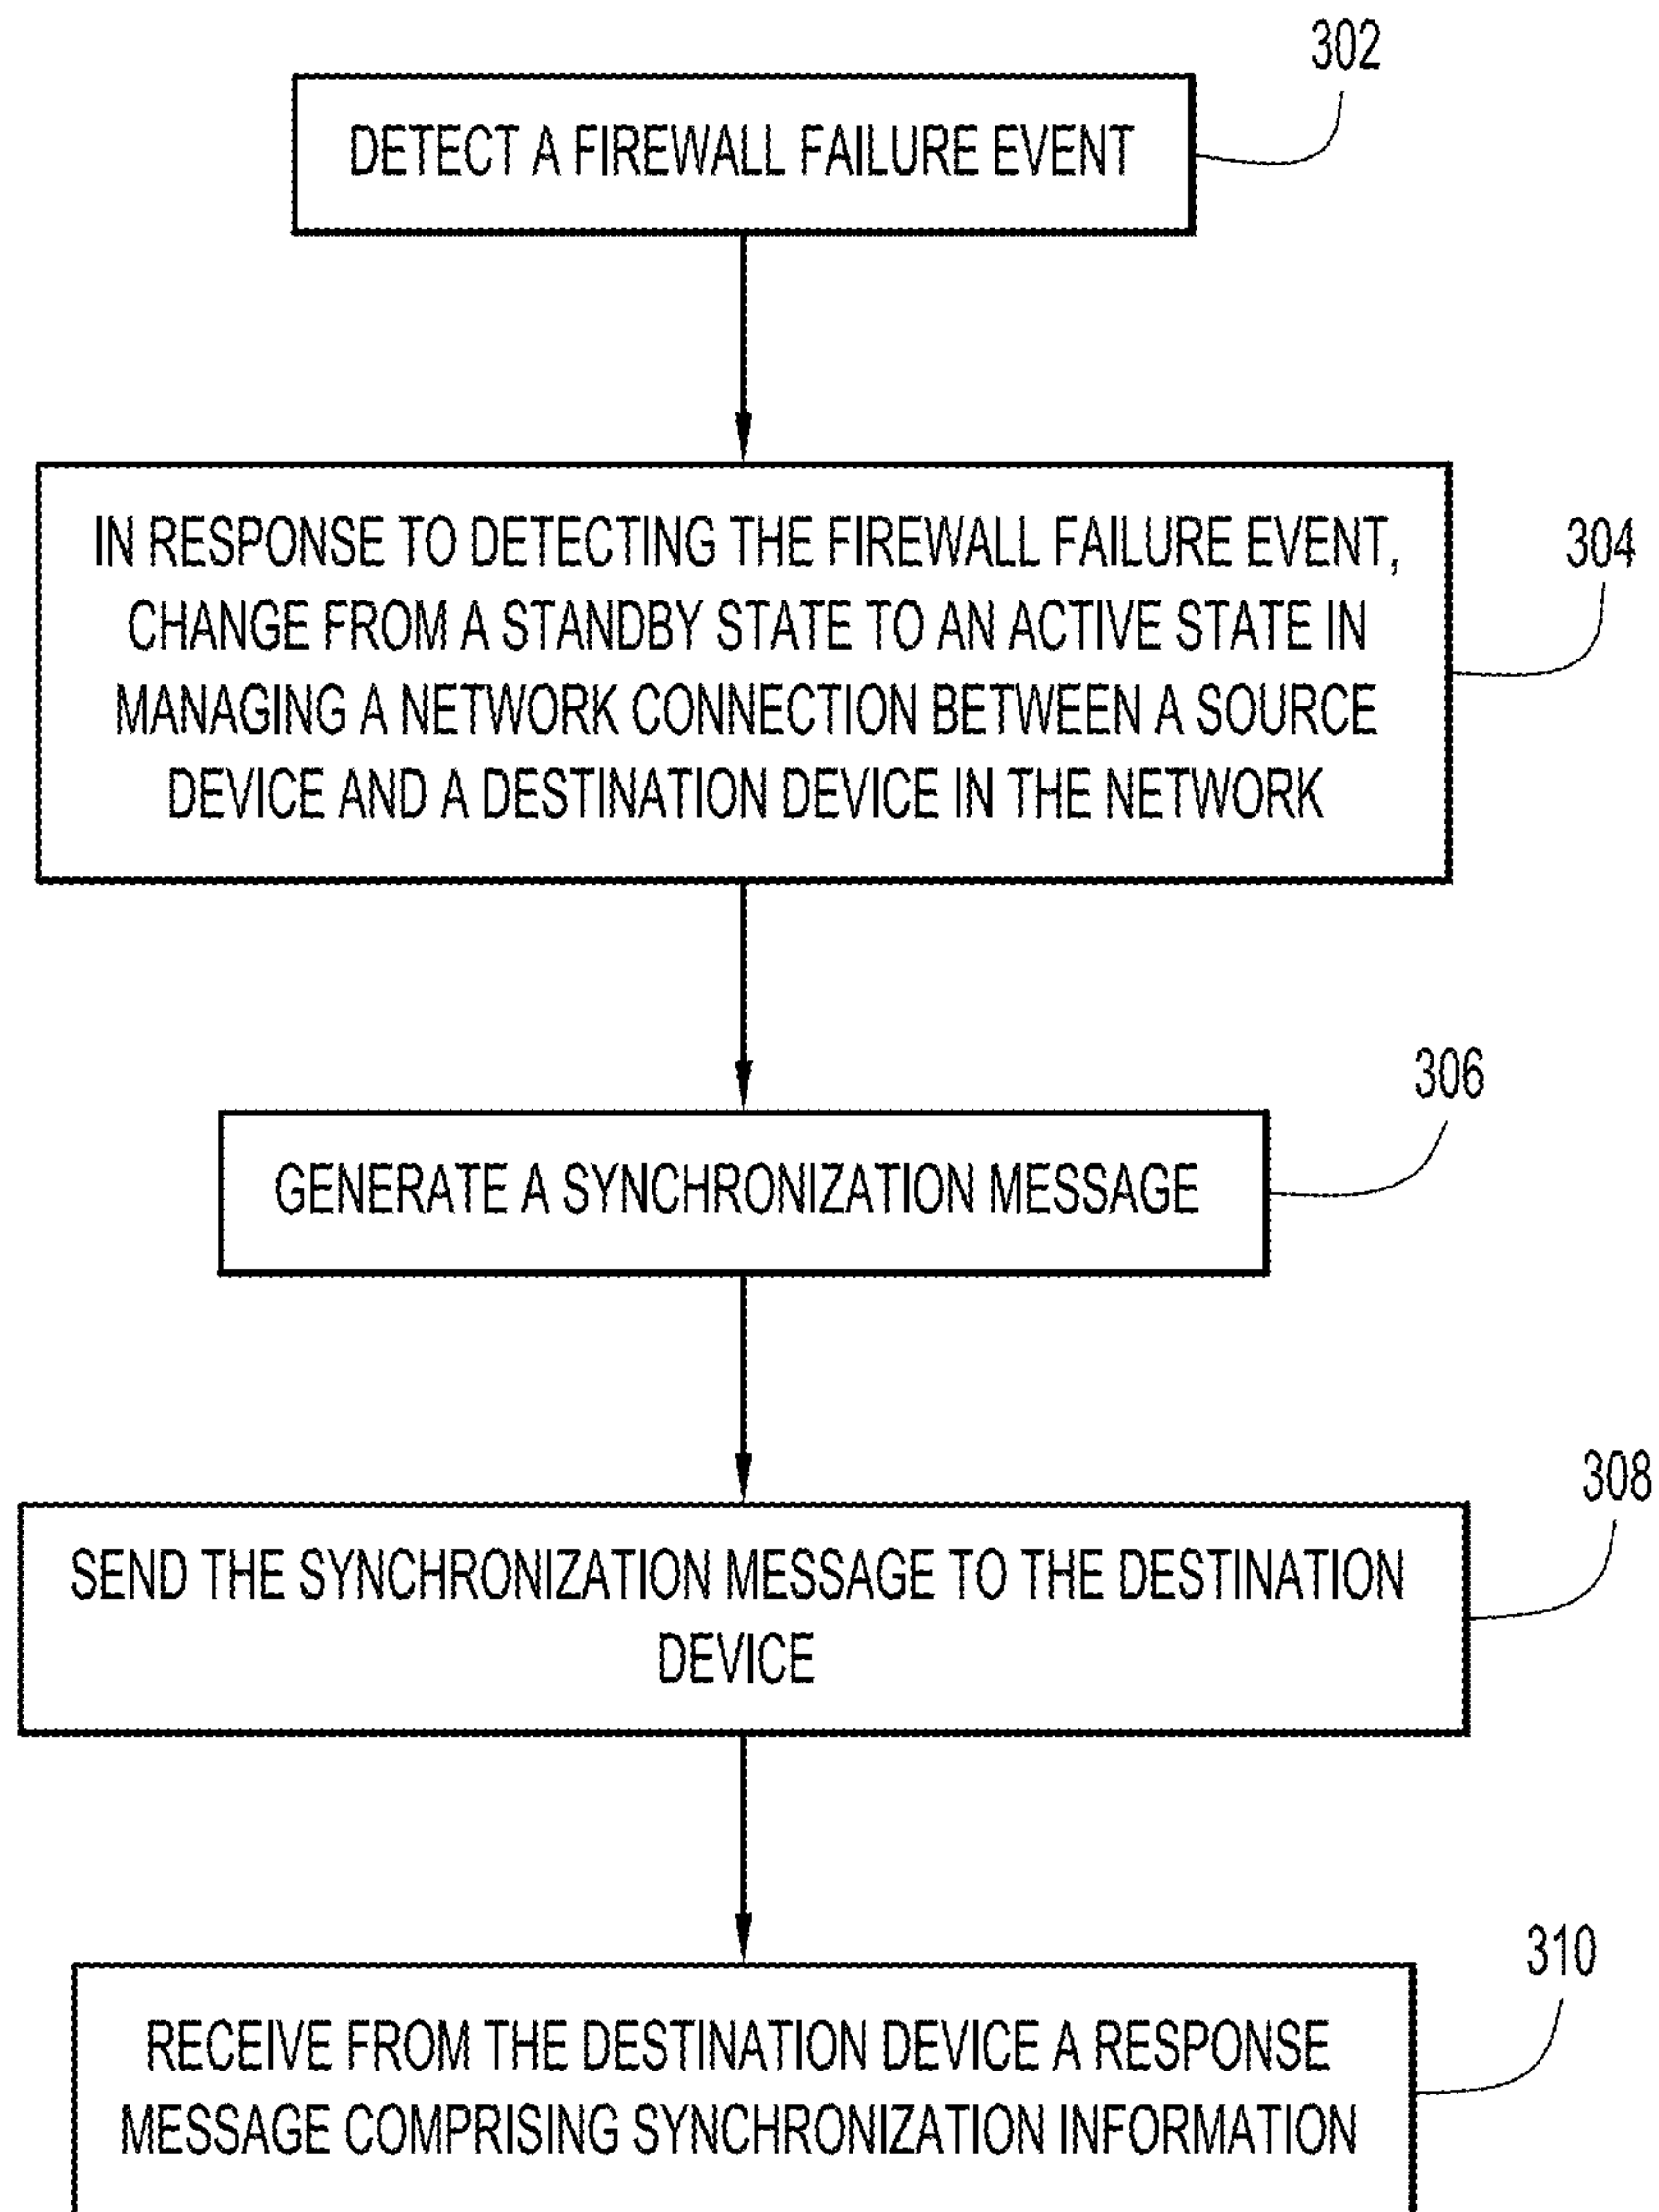 302
DETECT A FIREWALL FAILURE EVENT
304
IN RESPONSE TO DETECTING THE FIREWALL FAILURE EVENT,
CHANGE FROM A STANDBY STATE TO AN ACTIVE STATE IN
MANAGING A NETWORK CONNECTION BETWEEN A SOURCE
DEVICE AND A DESTINATION DEVICE IN THE NETWORK
306
GENERATE A SYNCHRONIZATION MESSAGE
308
SEND THE SYNCHRONIZATION MESSAGE TO THE DESTINATION
DEVICE
310
RECEIVE FROM THE DESTINATION DEVICE A RESPONSE
MESSAGE COMPRISING SYNCHRONIZATION INFORMATION